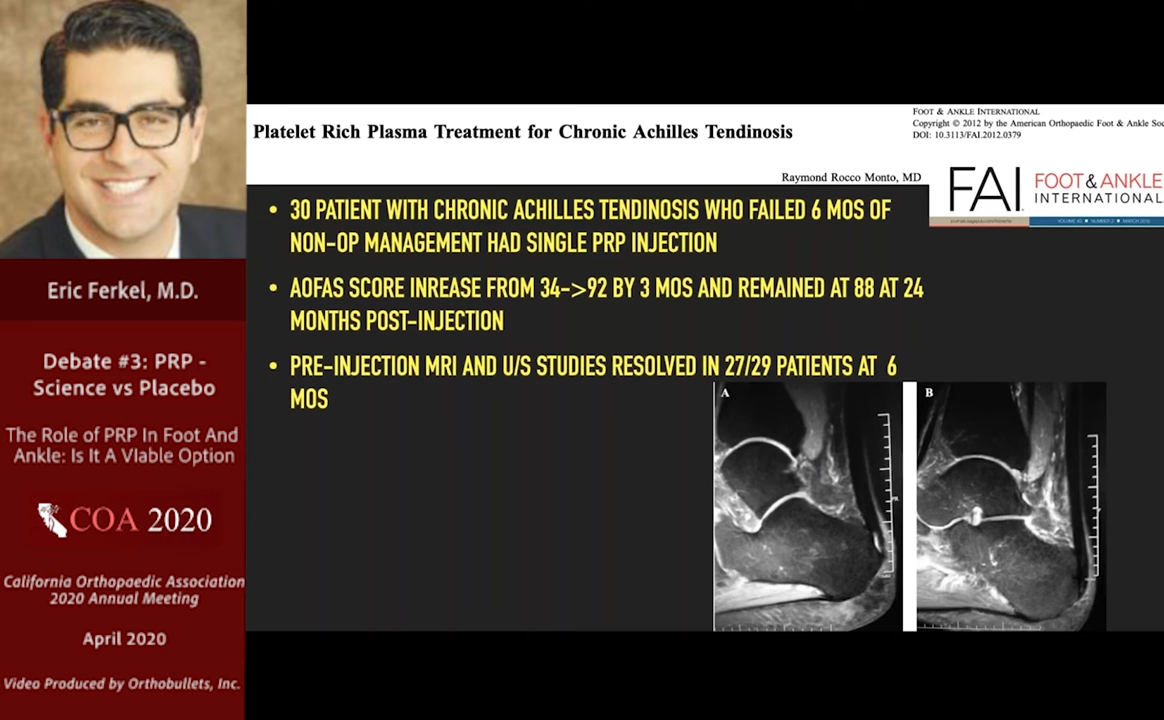 Eric Ferkel, M.D.
Debate #3: PRP -
Science vs Placebo
The Role of PRP In Foot And
Ankle: Is It A VIable Option
COA 2020
California Orthopaedic Association
2020 Annual Meeting
April 2020
Video Produced by Orthobullets, Inc.
Platelet Rich Plasma Treatment for Chronic Achilles Tendinosis
FOOT & ANKLE INTERNATIONAL
Copyright © 2012 by the American Orthopaedic Foot & Ankle Soc
DOI: 10.3113/FAI.2012.0379
Raymond Rocco Monto, MD
FAI
FOOT & ANKLE
INTERNATIONAL
• 30 PATIENT WITH CHRONIC ACHILLES TENDINOSIS WHO FAILED 6 MOS OF
NON-OP MANAGEMENT HAD SINGLE PRP INJECTION
• AOFAS SCORE INREASE FROM 34->92 BY 3 MOS AND REMAINED AT 88 AT 24
MONTHS POST-INJECTION
• PRE-INJECTION MRI AND U/S STUDIES RESOLVED IN 27/29 PATIENTS AT 6
MOS
A
B